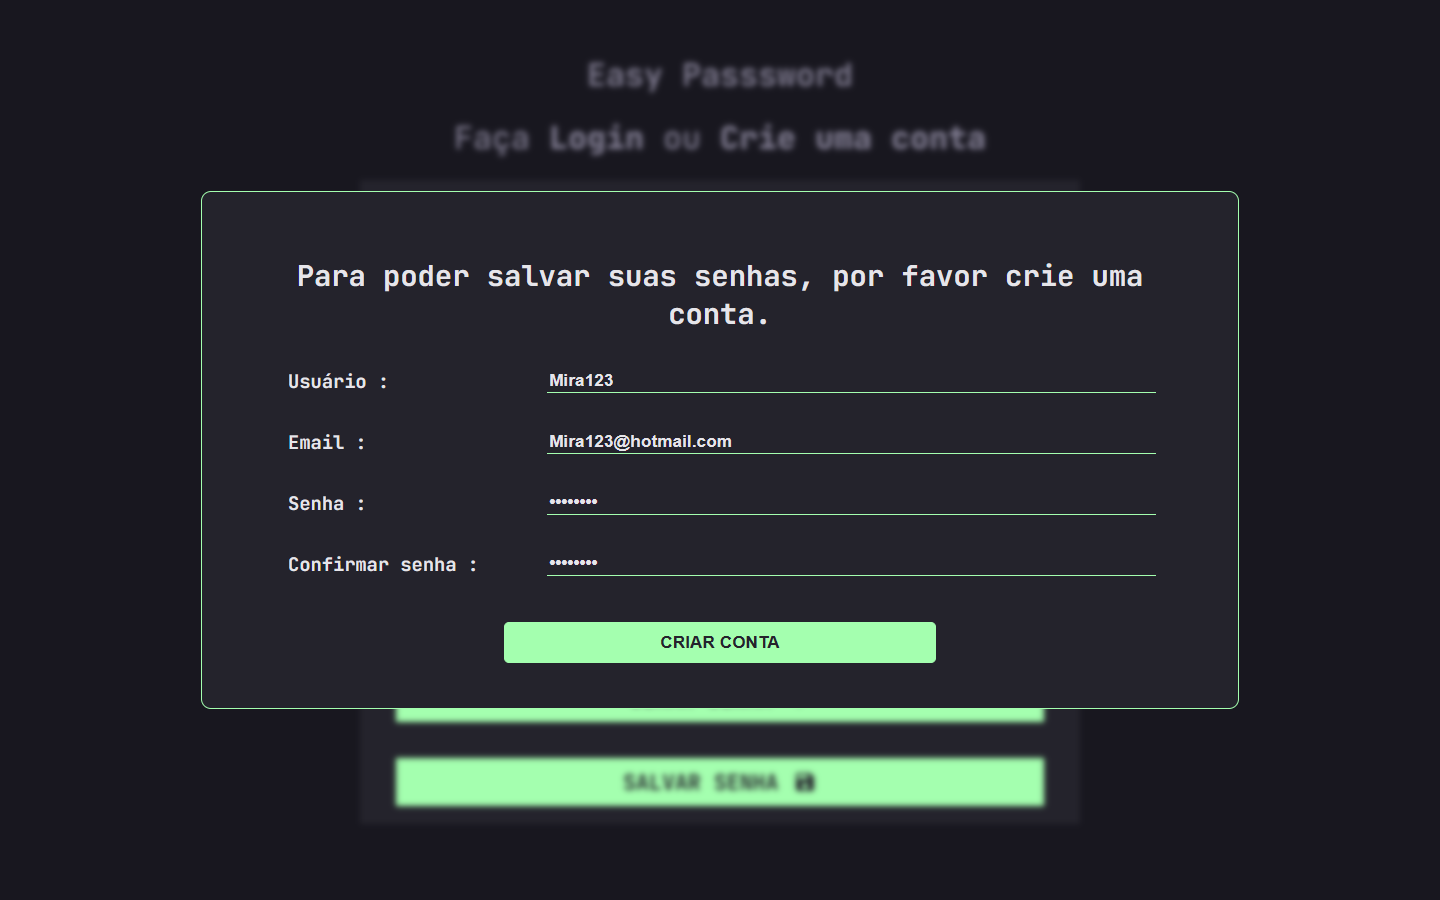 Easy Passsword
Faça Login ou Crie uma conta
Para poder salvar suas senhas, por favor crie uma
conta.
Usuário : Mira123
Email : Mira123@hotmail.com
Senha : ••••••••
Confirmar senha : ••••••••
CRIAR CONTA
SALVAR SENHA